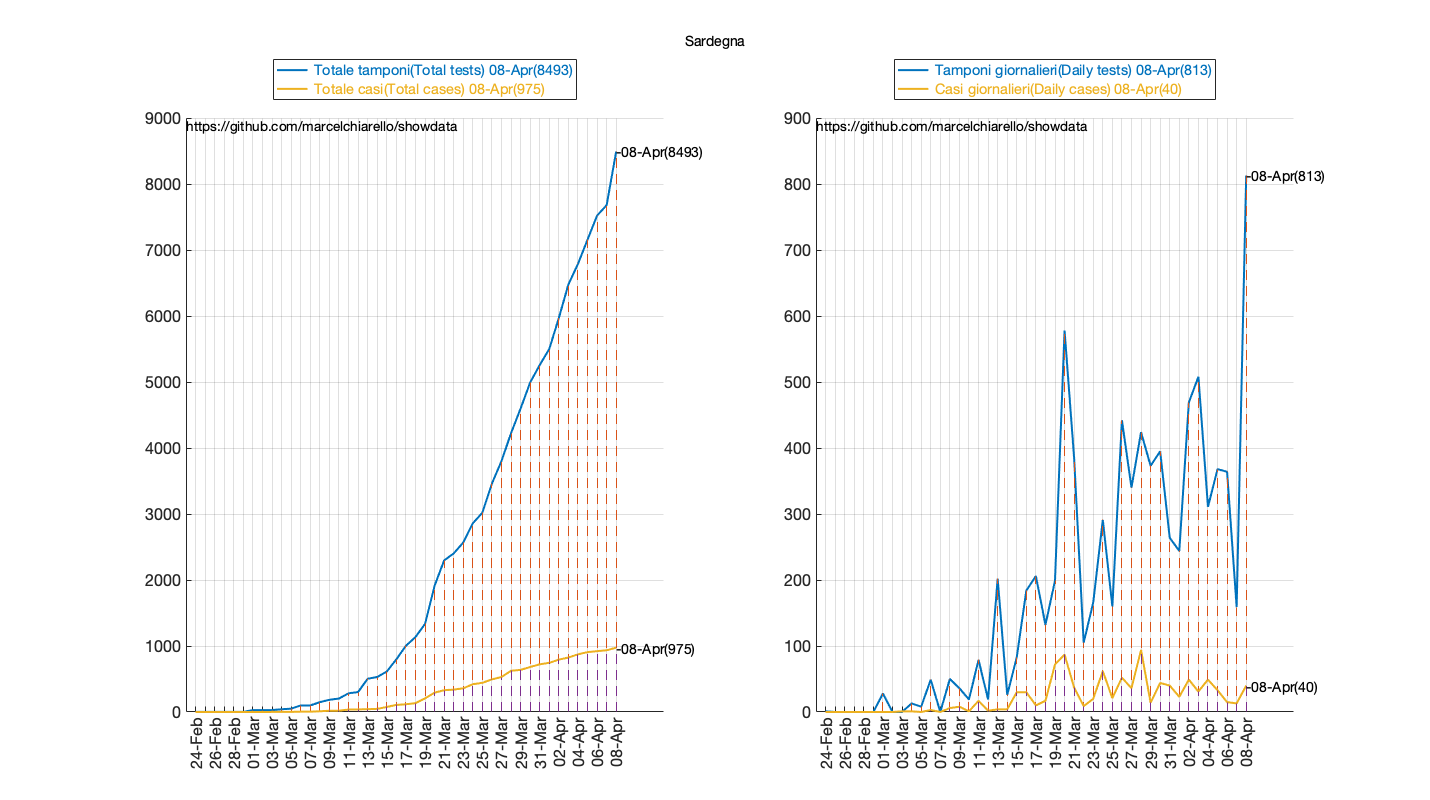 Sardegna
Totale tamponi(Total tests) 08-Apr(8493)
Totale casi(Total cases) 08-Apr(975)
9000
https://github.com/marcelchiarello/showdata
08-Apr(8493)
8000
7000
6000
5000
4000
3000
2000
1000
08-Apr(975)
0
24-Feb
26-Feb
28-Feb
01-Mar
03-Mar
05-Mar
07-Mar
09-Mar
11-Mar
13-Mar
15-Mar
17-Mar
19-Mar
21-Mar
23-Mar
25-Mar
27-Mar
29-Mar
31-Mar
02-Apr
04-Apr
06-Apr
08-Apr
Tamponi giornalieri(Daily tests) 08-Apr(813)
Casi giornalieri(Daily cases) 08-Apr(40)
900
https://github.com/marcelchiarello/showdata
08-Apr(813)
800
700
600
500
400
300
200
100
08-Apr(40)
0
24-Feb
26-Feb
28-Feb
01-Mar
03-Mar
05-Mar
07-Mar
09-Mar
11-Mar
13-Mar
15-Mar
17-Mar
19-Mar
21-Mar
23-Mar
25-Mar
27-Mar
29-Mar
31-Mar
02-Apr
04-Apr
06-Apr
08-Apr